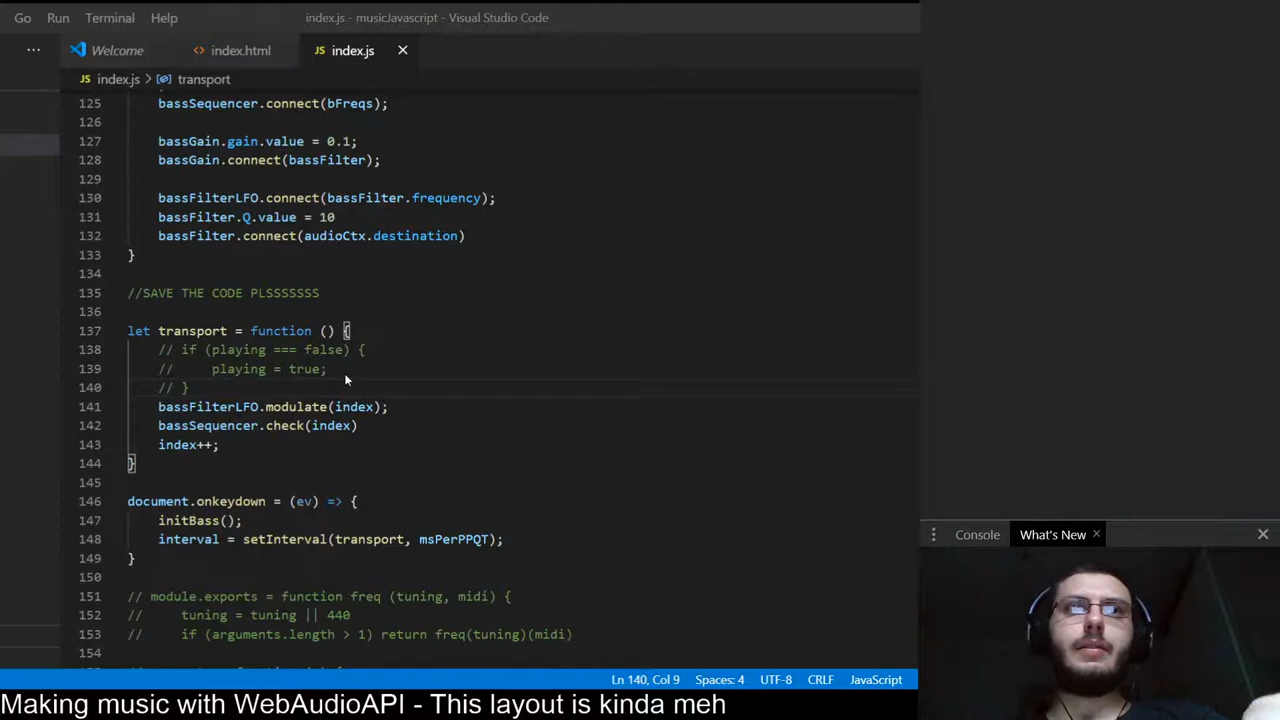 Go Run Terminal Help index.js - musicJavascript - Visual Studio Code
··· Welcome index.html JS index.js ×
JS index.js > transport
125 bassSequencer.connect(bFreqs);
126
127 bassGain.gain.value = 0.1;
128 bassGain.connect(bassFilter);
129
130 bassFilterLFO.connect(bassFilter.frequency);
131 bassFilter.Q.value = 10
132 bassFilter.connect(audioCtx.destination)
133 }
134
135 //SAVE THE CODE PLSSSSSSS
136
137 let transport = function () {
138 // if (playing === false) {
139 // playing = true;
140 // }
141 bassFilterLFO.modulate(index);
142 bassSequencer.check(index)
143 index++;
144 }
145
146 document.onkeydown = (ev) => {
147 initBass();
148 interval = setInterval(transport, msPerPPQT);
149 }
150
151 // module.exports = function freq (tuning, midi) {
152 // tuning = tuning || 440
153 // if (arguments.length > 1) return freq(tuning)(midi)
154
Console What's New × ×
Ln 140, Col 9 Spaces: 4 UTF-8 CRLF JavaScript
Making music with WebAudioAPI - This layout is kinda meh